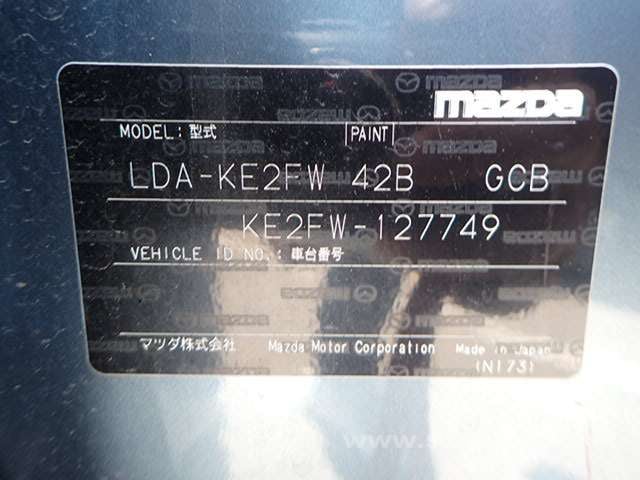 mazda
MODEL: 型式 PAINT
LDA-KE2FW 42B GCB
KE2FW-127749
VEHICLE ID NO.: 車台番号
マツダ株式会社 Mazda Motor Corporation Made in Japan
(N173)